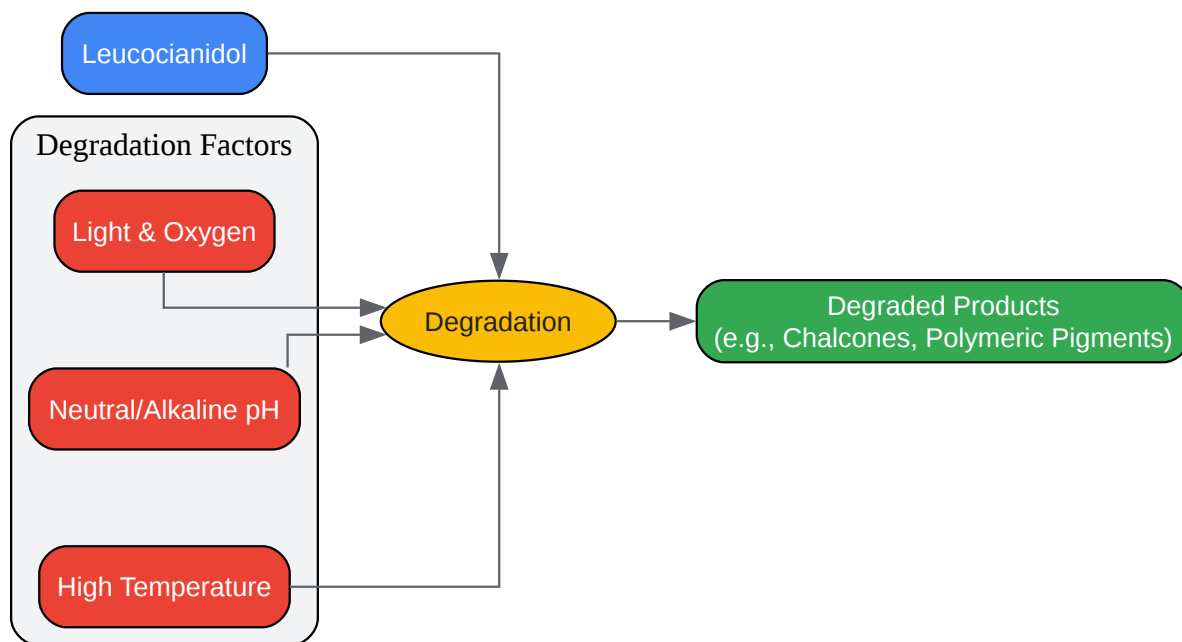 Leucocianidol
Degradation Factors
Light & Oxygen
Neutral/Alkaline pH
High Temperature
Degradation
Degraded Products
(e.g., Chalcones, Polymeric Pigments)